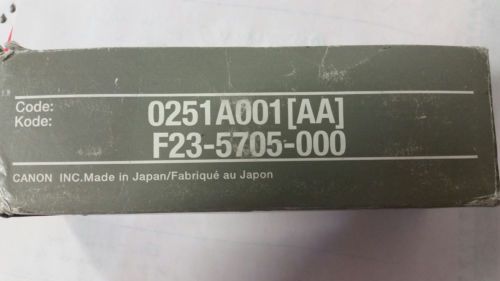 Code: 0251A001[AA]
Kode: F23-5705-000
CANON INC.Made in Japan/Fabriqué au Japon